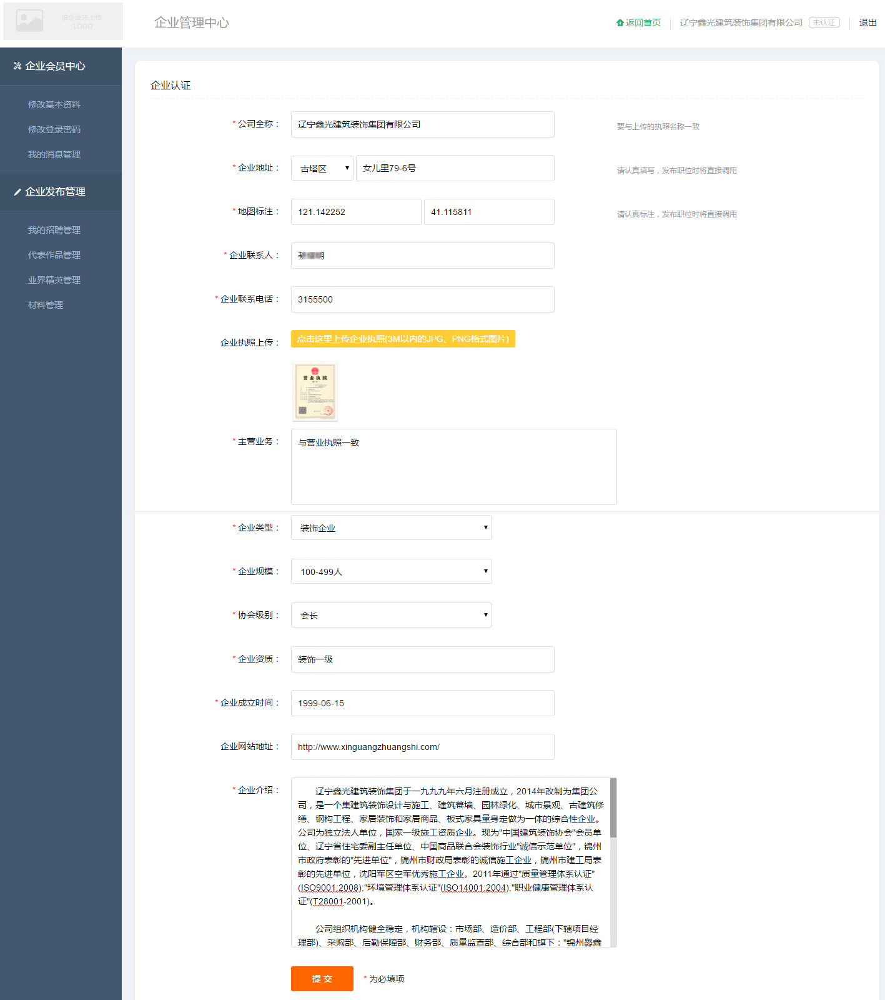 该企业未上传
LOGO
企业管理中心
返回首页
辽宁鑫光建筑装饰集团有限公司
未认证
退出
企业会员中心
修改基本资料
修改登录密码
我的消息管理
企业发布管理
我的招聘管理
代表作品管理
业界精英管理
材料管理
企业认证
* 公司全称： 辽宁鑫光建筑装饰集团有限公司 要与上传的执照名称一致
* 企业地址： 古塔区 女儿里79-6号 请认真填写，发布职位时将直接调用
* 地图标注： 121.142252 41.115811 请认真标注，发布职位时将直接调用
* 企业联系人：
* 企业联系电话： 3155500
企业执照上传： 点击这里上传企业执照(3M以内的JPG、PNG格式图片)
营业执照
* 主营业务： 与营业执照一致
* 企业类型： 装饰企业
* 企业规模： 100-499人
* 协会级别： 会长
* 企业资质： 装饰一级
* 企业成立时间： 1999-06-15
企业网站地址： http://www.xinguangzhuangshi.com/
* 企业介绍： 辽宁鑫光建筑装饰集团于一九九九年六月注册成立，2014年改制为集团公
司，是一个集建筑装饰设计与施工、建筑幕墙、园林绿化、城市景观、古建筑修
缮、钢构工程、家居装饰和家居商品、板式家具量身定做为一体的综合性企业。
公司为独立法人单位，国家一级施工资质企业。现为"中国建筑装饰协会"会员单
位、辽宁省住宅委副主任单位、中国商品联合会装饰行业"诚信示范单位"，锦州
市政府表彰的"先进单位"，锦州市财政局表彰的诚信施工企业，锦州市建工局表
彰的先进单位，沈阳军区空军优秀施工企业。2011年通过"质量管理体系认证"
(ISO9001:2008);"环境管理体系认证"(ISO14001:2004);"职业健康管理体系认
证"(T28001-2001)。
公司组织机构健全稳定，机构辖设：市场部、造价部、工程部(下辖项目经
理部)、采购部、后勤保障部、财务部、质量监查部、综合部和旗下："锦州鑫
提 交
* 为必填项